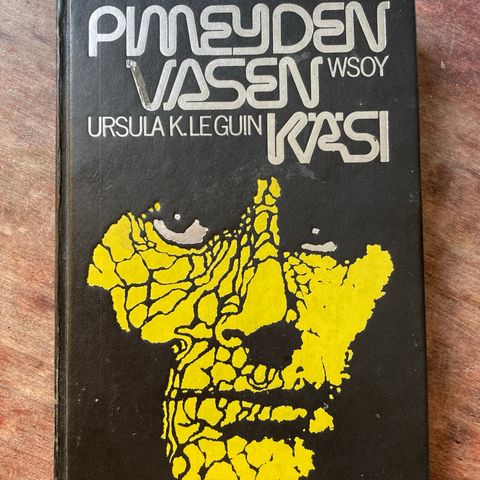 PIMEYDEN
VASEN WSOY
URSULA K. LE GUIN KÄSI